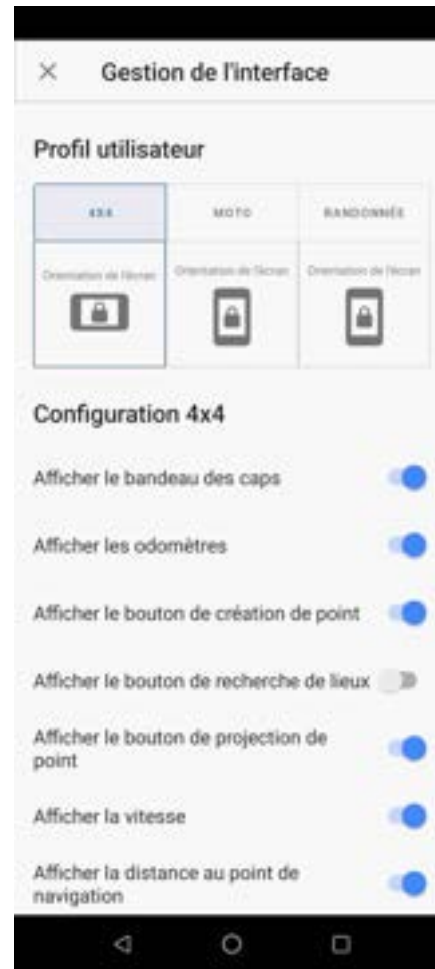 Gestion de l'interface
Profil utilisateur
4X4 MOTO RANDONNÉE
Orientation de l'écran Orientation de l'écran Orientation de l'écran
Configuration 4x4
Afficher le bandeau des caps
Afficher les odomètres
Afficher le bouton de création de point
Afficher le bouton de recherche de lieux
Afficher le bouton de projection de
point
Afficher la vitesse
Afficher la distance au point de
navigation